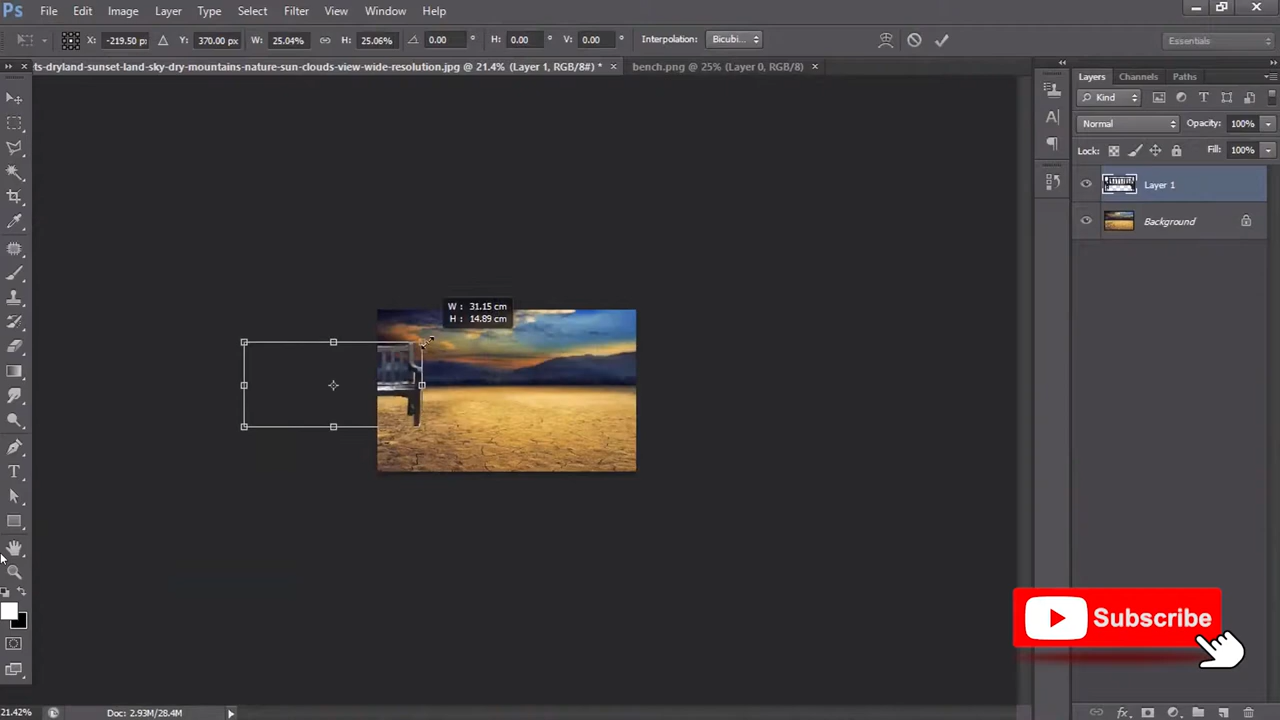 Ps File Edit Image Layer Type Select Filter View Window Help
X: -219.50 px Y: 370.00 px W: 25.04% H: 25.06% 0.00 ° H: 0.00 ° V: 0.00 ° Interpolation: Bicubi... Essentials
ts-dryland-sunset-land-sky-dry-mountains-nature-sun-clouds-view-wide-resolution.jpg @ 21.4% (Layer 1, RGB/8#) * × bench.png @ 25% (Layer 0, RGB/8) ×
Layers Channels Paths
Kind
Normal Opacity: 100%
Lock: Fill: 100%
Layer 1
Background
W : 31.15 cm
H : 14.89 cm
Subscribe
21.42% Doc: 2.93M/28.4M